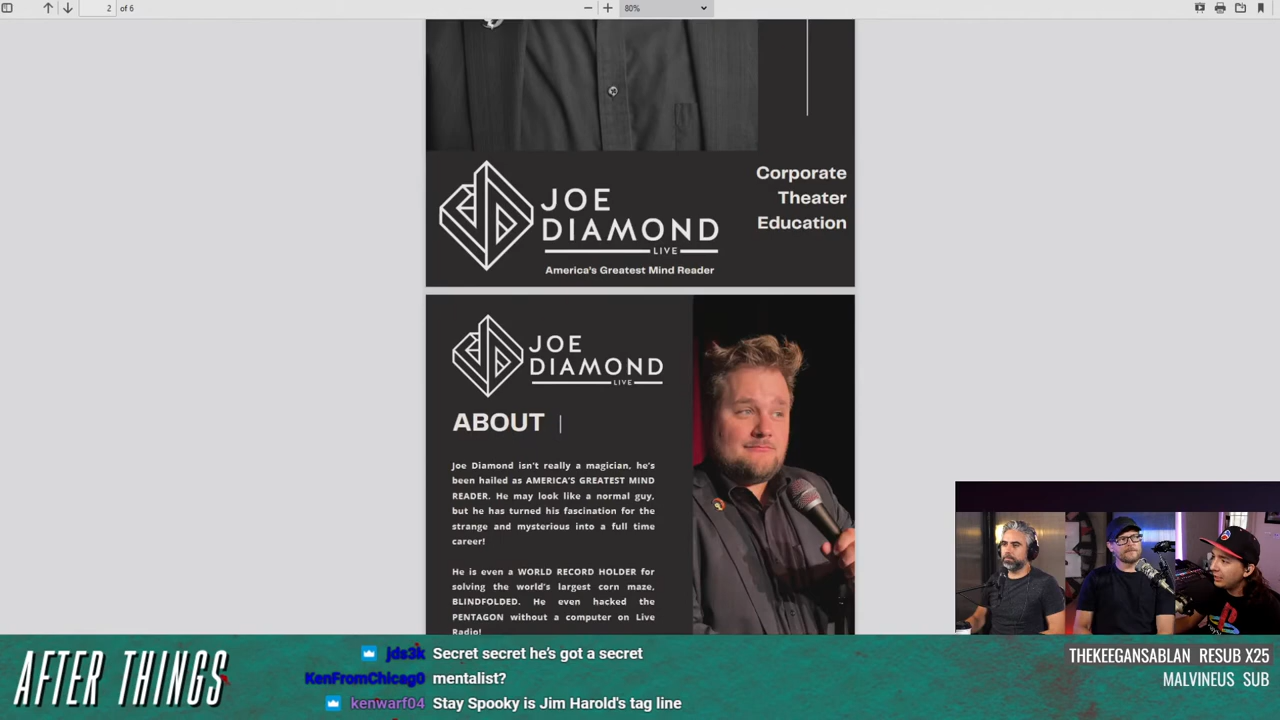 2 of 6
80%
Corporate
Theater
Education
JOE
DIAMOND
LIVE
America's Greatest Mind Reader
JOE
DIAMOND
LIVE
ABOUT |
Joe Diamond isn't really a magician, he's
been hailed as AMERICA'S GREATEST MIND
READER. He may look like a normal guy,
but he has turned his fascination for the
strange and mysterious into a full time
career!
He is even a WORLD RECORD HOLDER for
solving the world's largest corn maze,
BLINDFOLDED. He even hacked the
PENTAGON without a computer on Live
Radio!
AFTER THINGS
jds3k Secret secret he's got a secret
KenFromChicag0 mentalist?
kenwarf04 Stay Spooky is Jim Harold's tag line
THEKEEGANSABLAN RESUB X25
MALVINEUS SUB